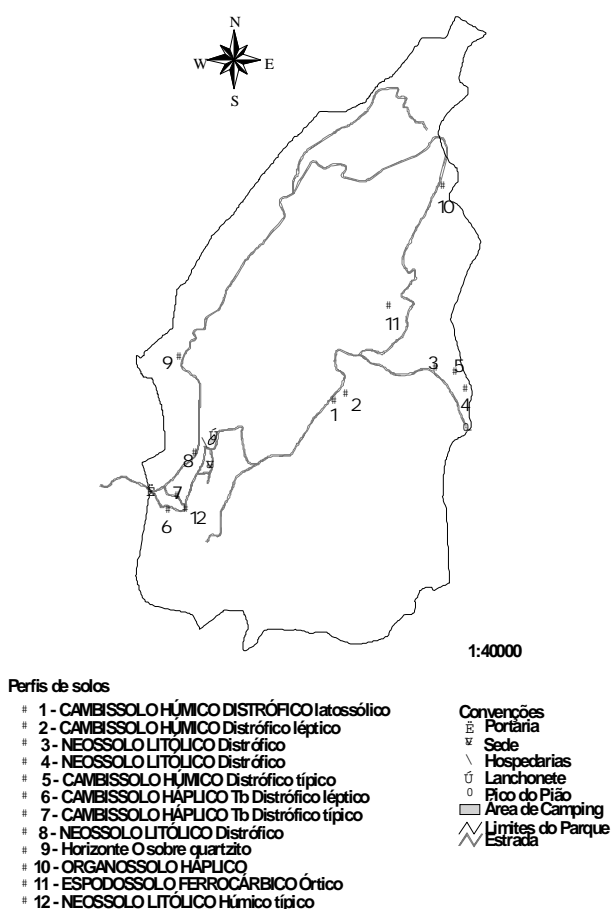 N
W E
S
10
11
9
3 5
1 2
4
8
7
6 12
1:40000
Perfis de solos
# 1 - CAMBISSOLO HÚMICO DISTRÓFICO latossólico
# 2 - CAMBISSOLO HÚMICO Distrófico léptico
# 3 - NEOSSOLO LITÓLICO Distrófico
# 4 - NEOSSOLO LITÓLICO Distrófico
# 5 - CAMBISSOLO HÚMICO Distrófico típico
# 6 - CAMBISSOLO HÁPLICO Tb Distrófico léptico
# 7 - CAMBISSOLO HÁPLICO Tb Distrófico típico
# 8 - NEOSSOLO LITÓLICO Distrófico
# 9 - Horizonte O sobre quartzito
# 10 - ORGANOSSOLO HÁPLICO
# 11 - ESPODOSSOLO FERROCÁRBICO Órtico
# 12 - NEOSSOLO LITÓLICO Húmico típico
Convenções
Ë Portaria
Sede
\ Hospedarias
Ú Lanchonete
0 Pico do Pião
Área de Camping
Limites do Parque
Estrada